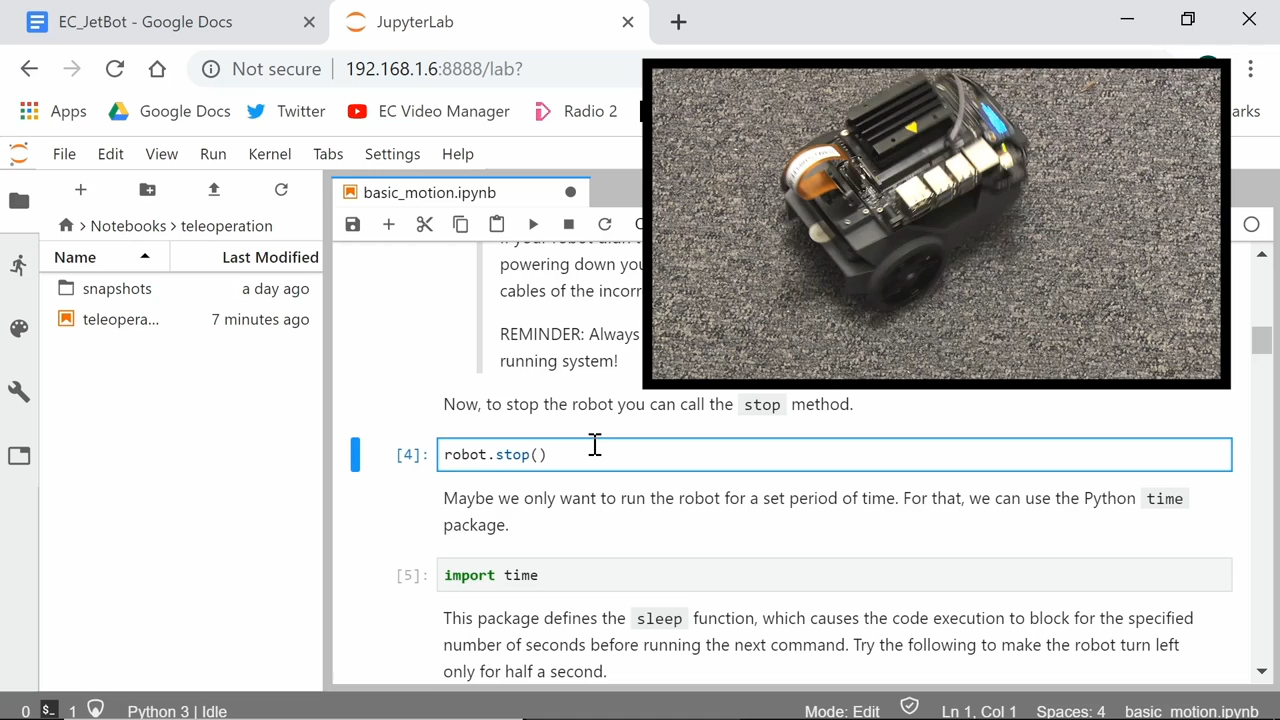 EC_JetBot - Google Docs
JupyterLab
Not secure
192.168.1.6:8888/lab?
Apps
Google Docs
Twitter
EC Video Manager
Radio 2
arks
File Edit View Run Kernel Tabs Settings Help
basic_motion.ipynb
> Notebooks > teleoperation
Name Last Modified
snapshots a day ago
teleopera... 7 minutes ago
powering down you
cables of the incorr
REMINDER: Always
running system!
Now, to stop the robot you can call the stop method.
[4]: robot.stop()
Maybe we only want to run the robot for a set period of time. For that, we can use the Python time
package.
[5]: import time
This package defines the sleep function, which causes the code execution to block for the specified
number of seconds before running the next command. Try the following to make the robot turn left
only for half a second.
0 1 Python 3 | Idle Mode: Edit Ln 1, Col 1 Spaces: 4 basic_motion.ipynb